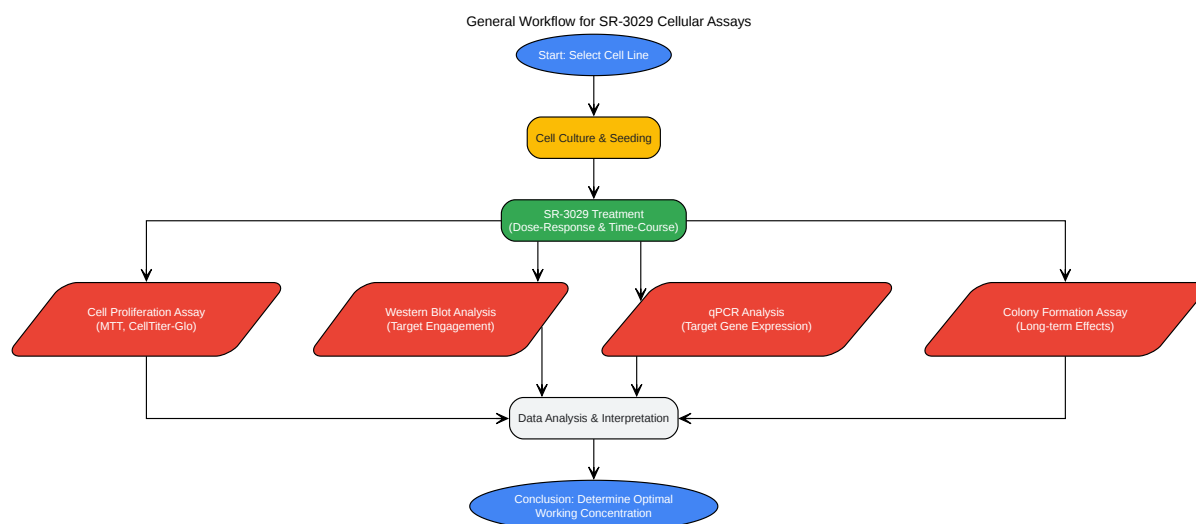 General Workflow for SR-3029 Cellular Assays
Start: Select Cell Line
Cell Culture & Seeding
SR-3029 Treatment
(Dose-Response & Time-Course)
Cell Proliferation Assay
(MTT, CellTiter-Glo)
Western Blot Analysis
(Target Engagement)
qPCR Analysis
(Target Gene Expression)
Colony Formation Assay
(Long-term Effects)
Data Analysis & Interpretation
Conclusion: Determine Optimal
Working Concentration